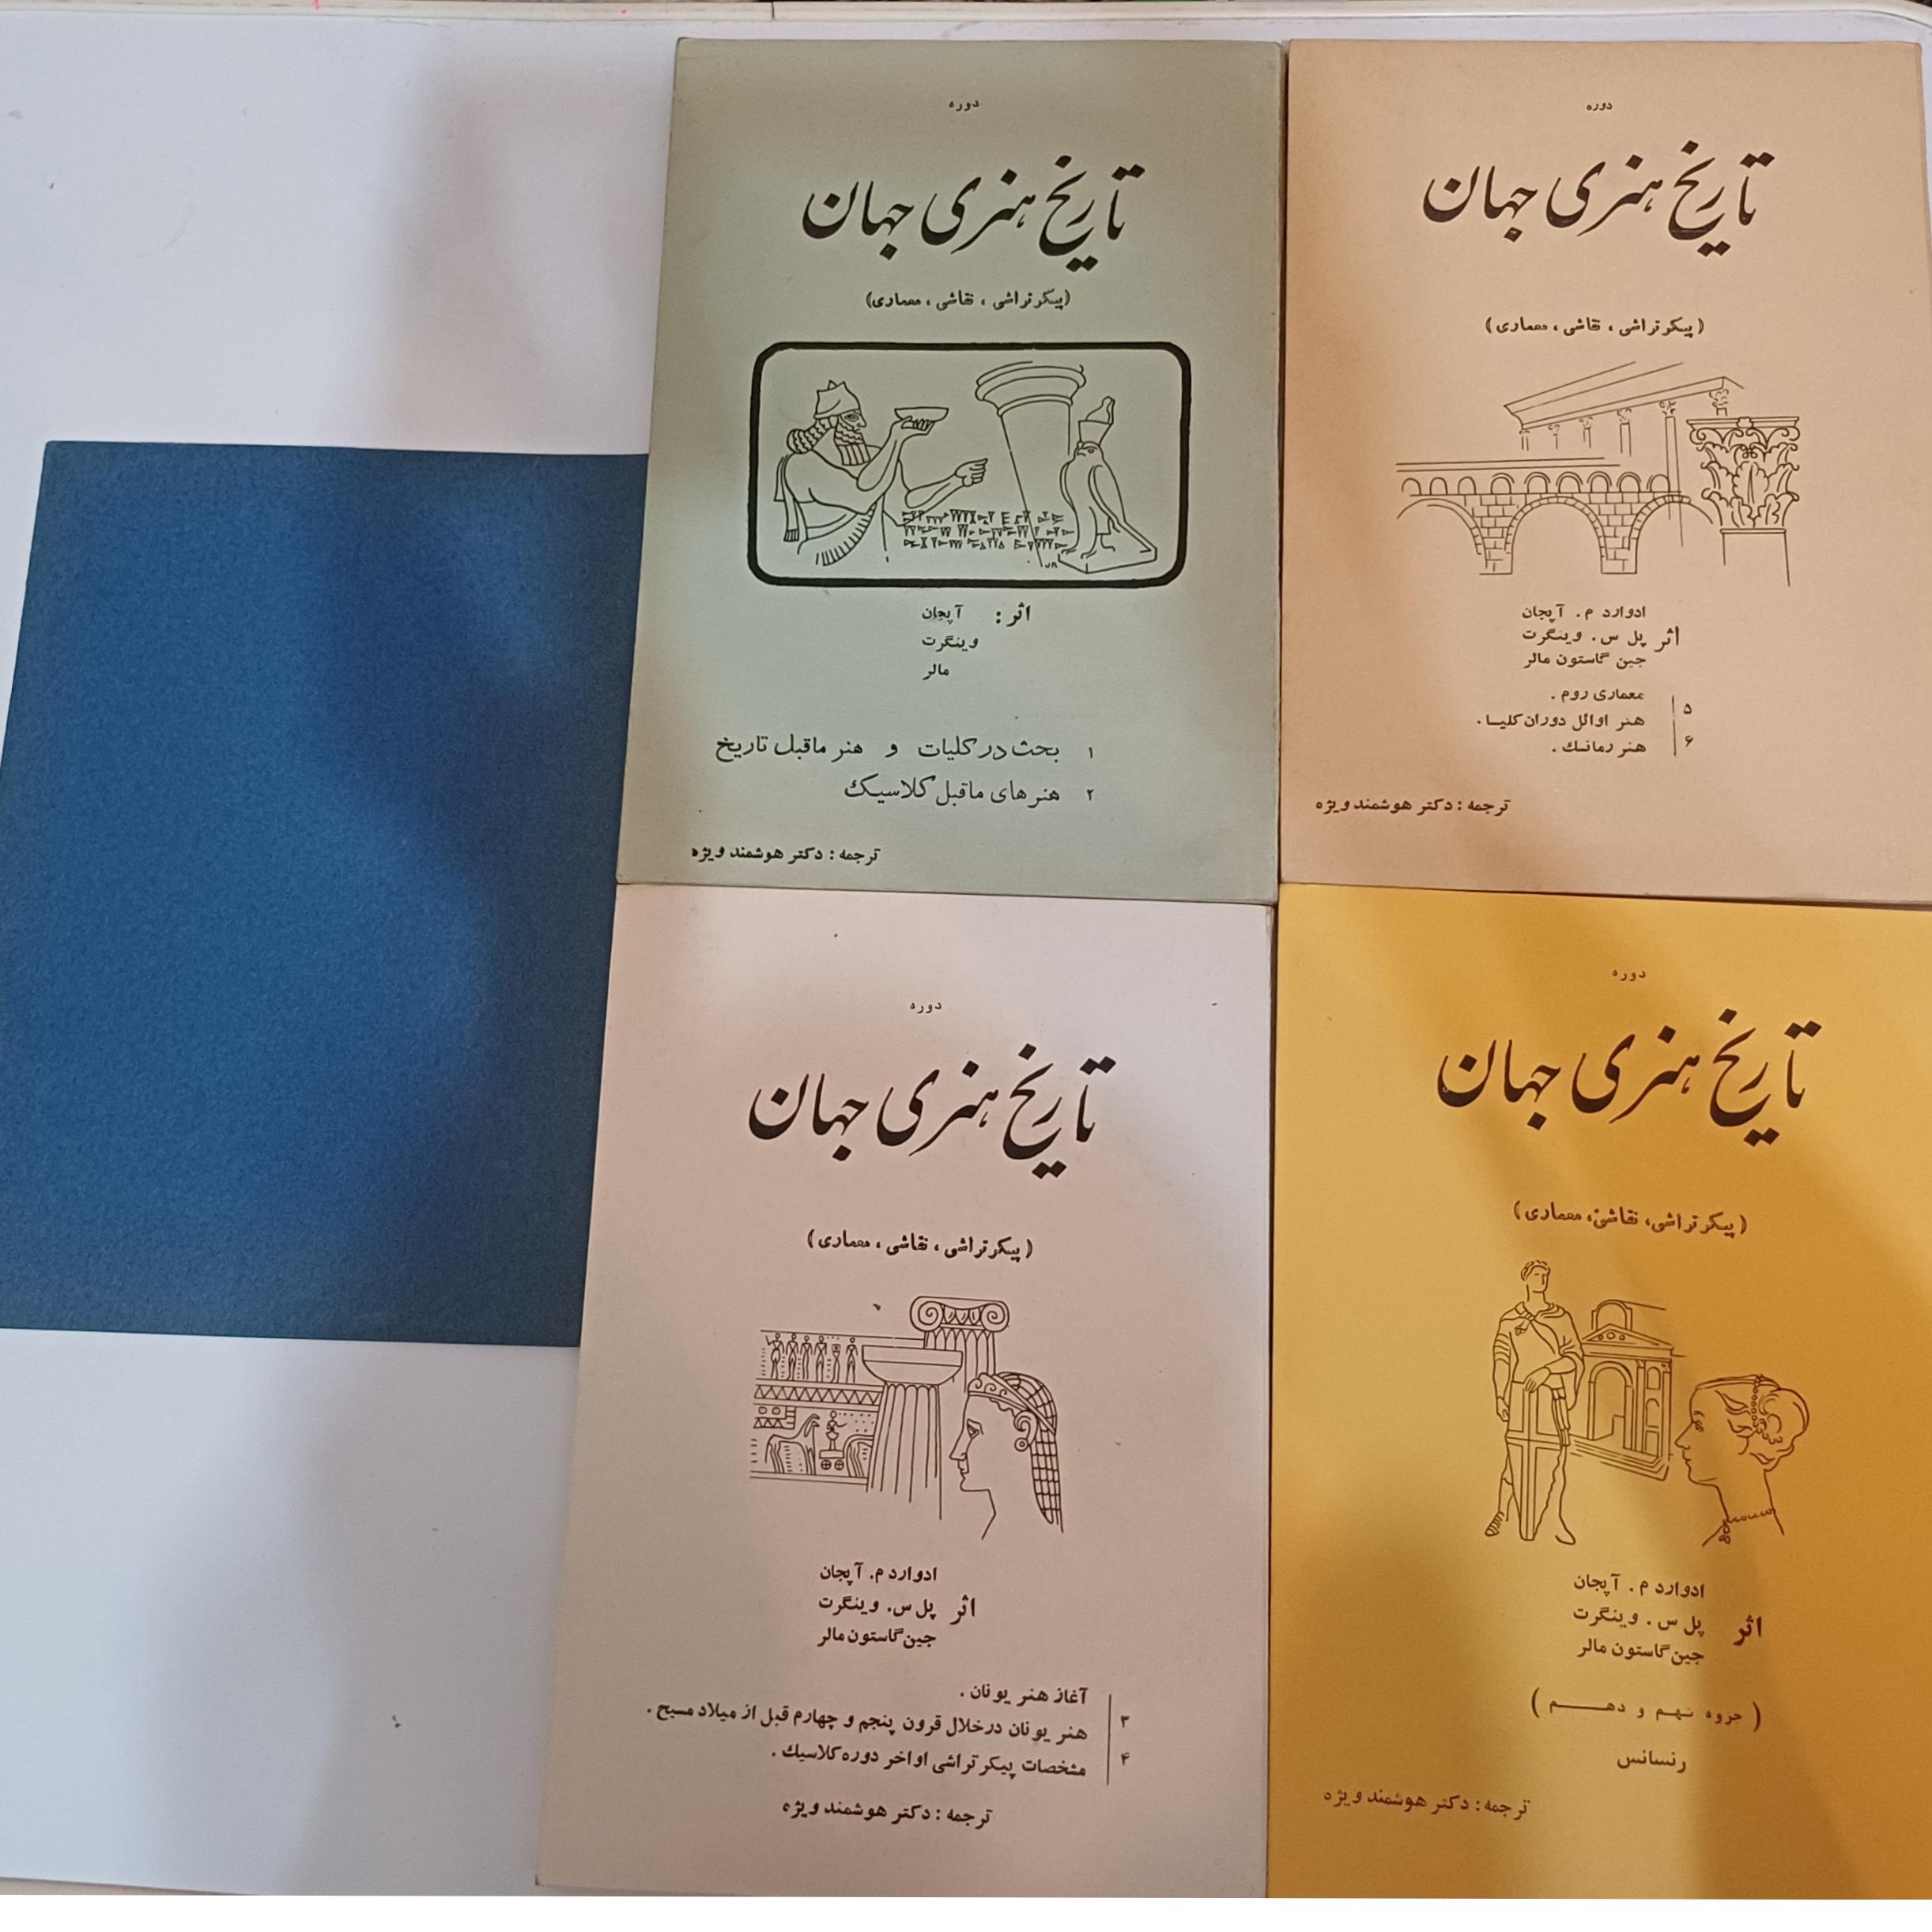 دوره
تاریخ هنری جهان
(پیکرتراشی، نقاشی، معماری)
اثر: آپجان
وینگرت
مالر
۱ بحث در کلیات و هنر ماقبل تاریخ
۲ هنرهای ماقبل کلاسیک
ترجمه: دکتر هوشمند ویژه
دوره
تاریخ هنری جهان
(پیکرتراشی، نقاشی، معماری)
ادوارد م. آپجان
اثر پل س. وینگرت
جین گاستون مالر
معماری روم.
۵
هنر اوائل دوران کلیسا.
۶ هنر رمانسک.
ترجمه: دکتر هوشمند ویژه
دوره
تاریخ هنری جهان
(پیکرتراشی، نقاشی، معماری)
ادوارد م. آپجان
اثر پل س. وینگرت
جین گاستون مالر
آغاز هنر یونان.
۳ هنر یونان در خلال قرون پنجم و چهارم قبل از میلاد مسیح.
۴ مشخصات پیکرتراشی اواخر دوره کلاسیک.
ترجمه: دکتر هوشمند ویژه
دوره
تاریخ هنری جهان
(پیکرتراشی، نقاشی، معماری)
ادوارد م. آپجان
اثر پل س. وینگرت
جین گاستون مالر
(جزوه نهم و دهم)
رنسانس
ترجمه: دکتر هوشمند ویژه